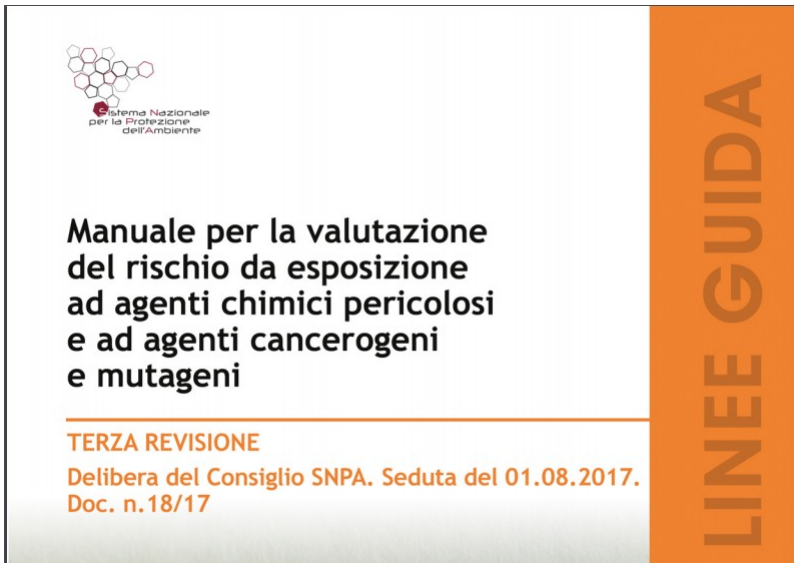 Sistema Nazionale
per la Protezione
dell'Ambiente
Manuale per la valutazione
del rischio da esposizione
ad agenti chimici pericolosi
e ad agenti cancerogeni
e mutageni
TERZA REVISIONE
Delibera del Consiglio SNPA. Seduta del 01.08.2017.
Doc. n.18/17
LINEE GUIDA